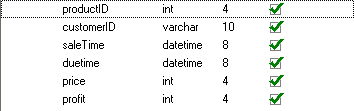 productID int 4
customerID varchar 10
saleTime datetime 8
duetime datetime 8
price int 4
profit int 4